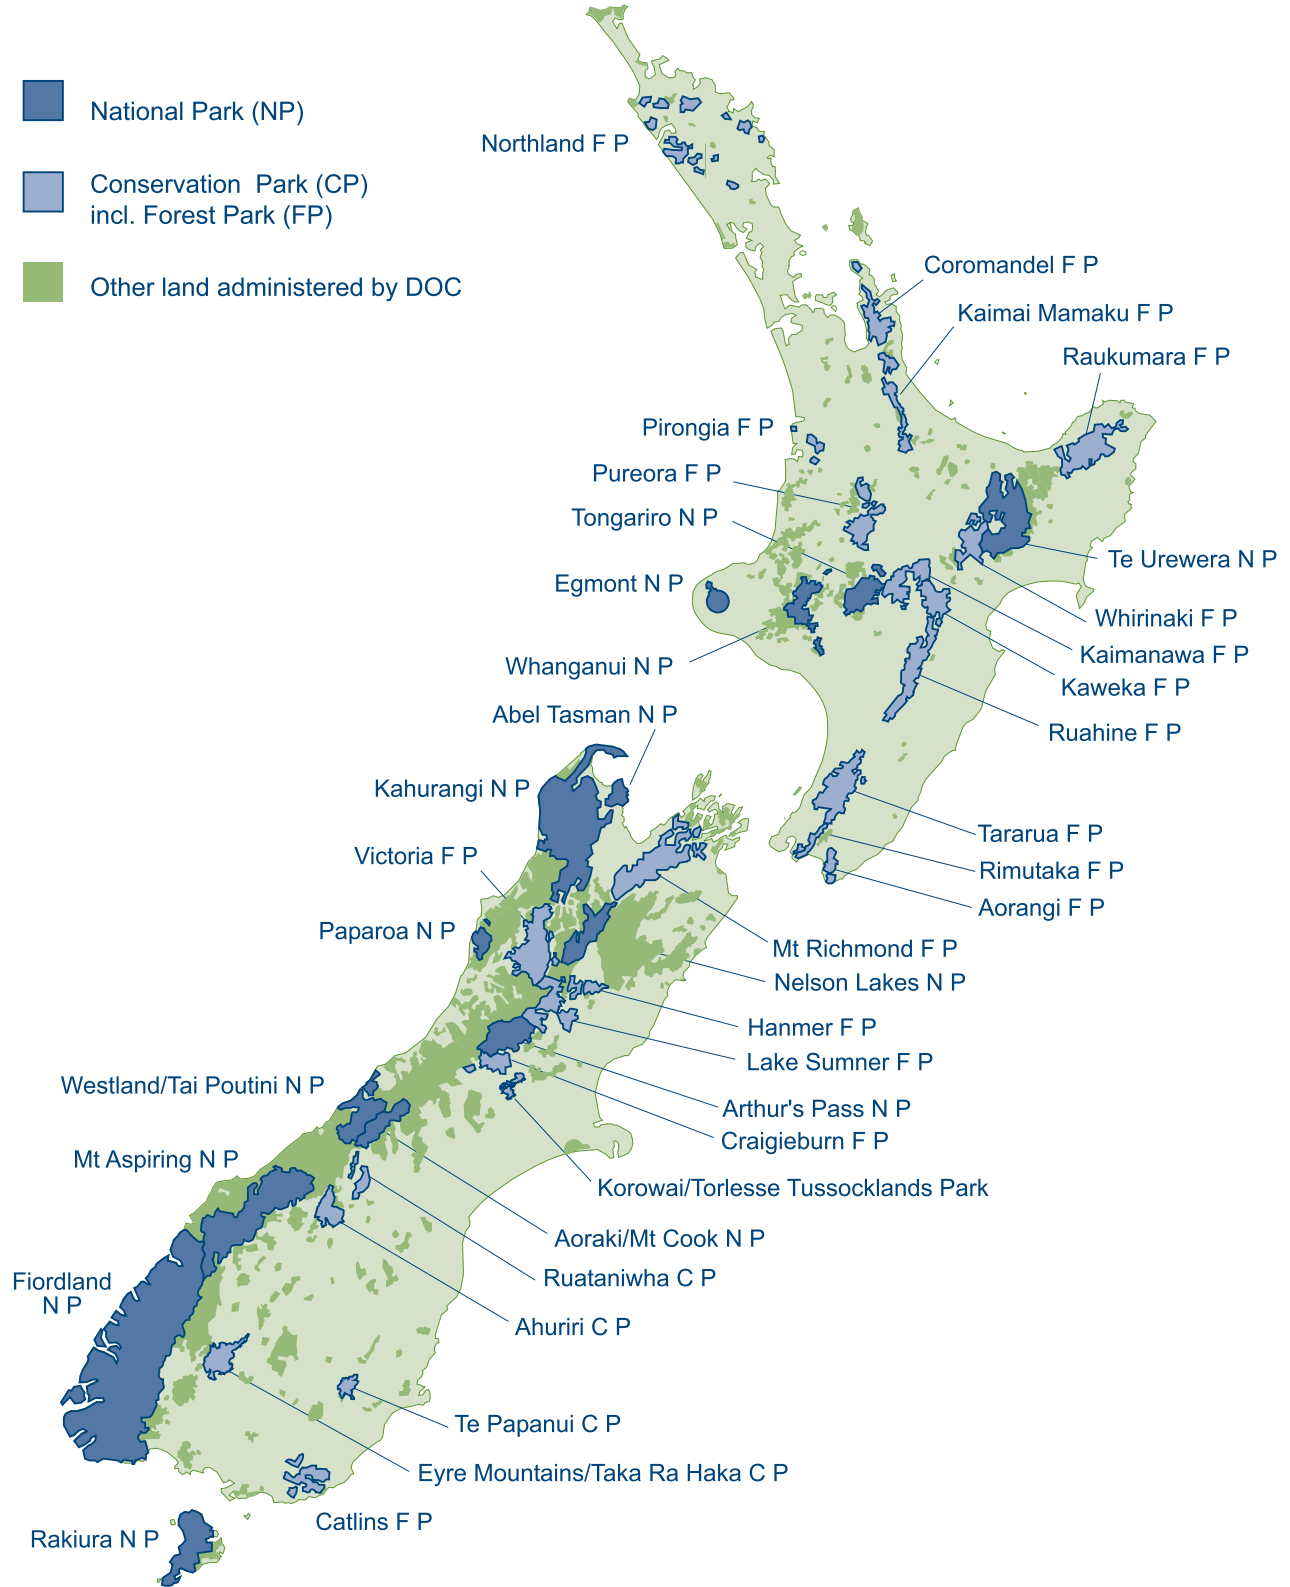 National Park (NP)
Conservation Park (CP)
incl. Forest Park (FP)
Other land administered by DOC
Northland F P
Coromandel F P
Kaimai Mamaku F P
Raukumara F P
Pirongia F P
Pureora F P
Tongariro N P
Egmont N P
Te Urewera N P
Whirinaki F P
Kaimanawa F P
Whanganui N P
Kaweka F P
Abel Tasman N P
Ruahine F P
Kahurangi N P
Tararua F P
Victoria F P
Rimutaka F P
Aorangi F P
Paparoa N P
Mt Richmond F P
Nelson Lakes N P
Hanmer F P
Lake Sumner F P
Westland/Tai Poutini N P
Arthur's Pass N P
Craigieburn F P
Mt Aspiring N P
Korowai/Torlesse Tussocklands Park
Aoraki/Mt Cook N P
Ruataniwha C P
Fiordland
N P
Ahuriri C P
Te Papanui C P
Eyre Mountains/Taka Ra Haka C P
Catlins F P
Rakiura N P